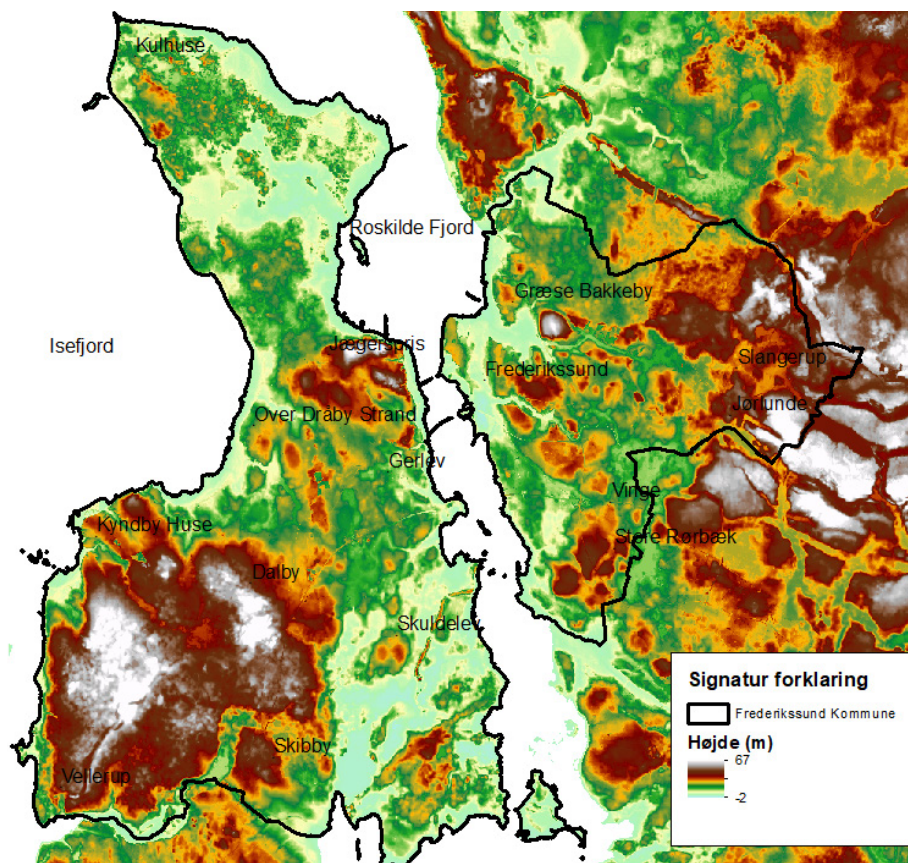 Kulhuse
Roskilde Fjord
Græse Bakkeby
Isefjord
Jægerspris
Slangerup
Frederikssund
Jørlunde
Over Dråby Strand
Gerlev
Vinge
Kyndby Huse
Store Rørbæk
Dalby
Skuldelev
Signatur forklaring
Frederikssund Kommune
Højde (m)
67
-2
Skibby
Vellerup